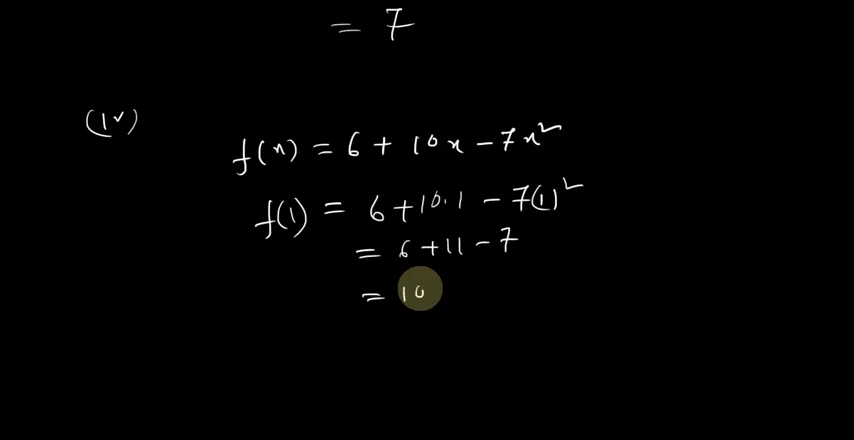 = 7
(iv)
f(x) = 6 + 10x - 7x²
f(1) = 6 + 10.1 - 7(1)²
= 6 + 11 - 7
= 10